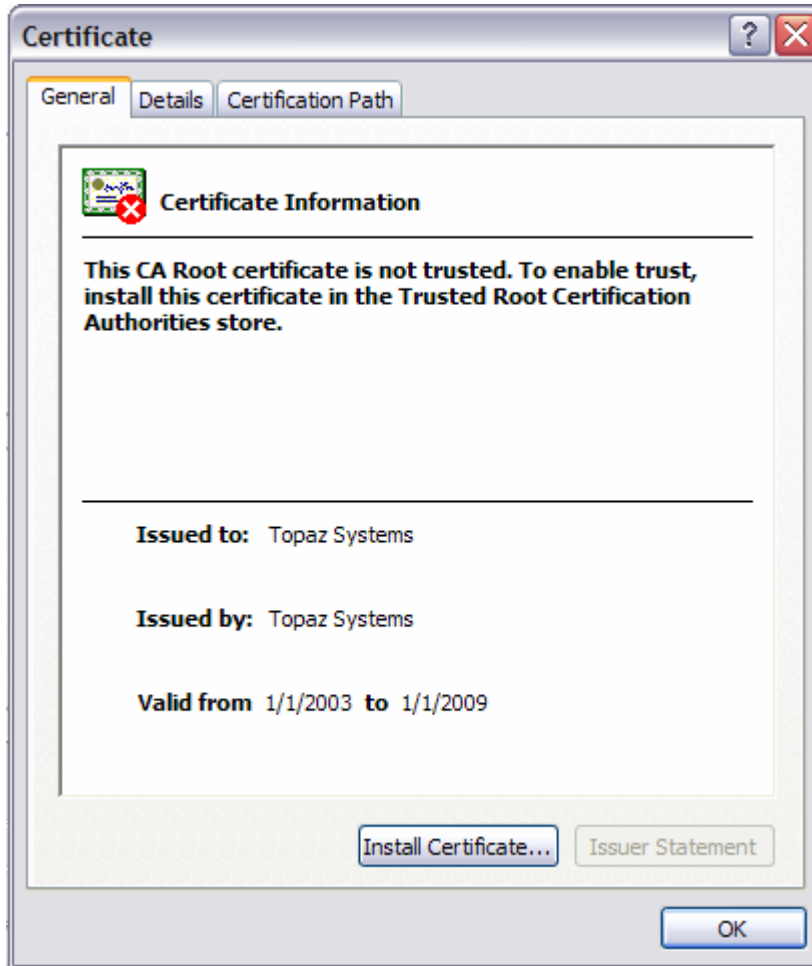 Certificate
General Details Certification Path
Certificate Information
This CA Root certificate is not trusted. To enable trust,
install this certificate in the Trusted Root Certification
Authorities store.
Issued to: Topaz Systems
Issued by: Topaz Systems
Valid from 1/1/2003 to 1/1/2009
Install Certificate... Issuer Statement
OK